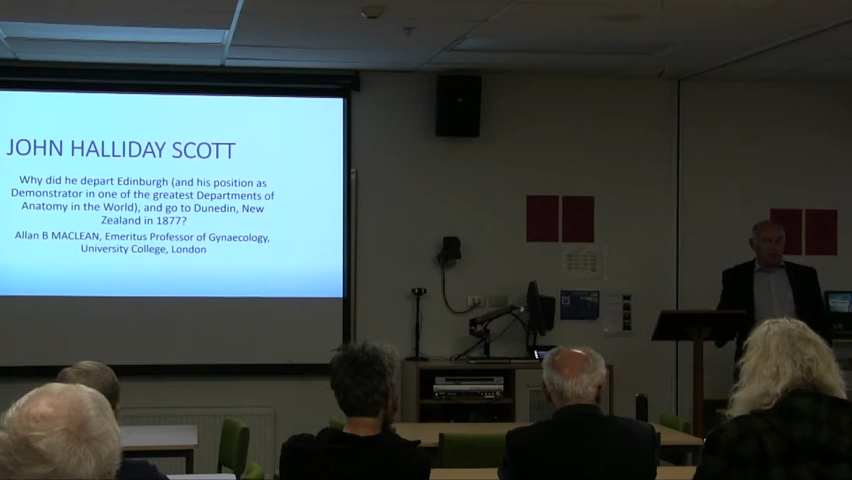 JOHN HALLIDAY SCOTT
Why did he depart Edinburgh (and his position as
Demonstrator in one of the greatest Departments of
Anatomy in the World), and go to Dunedin, New
Zealand in 1877?
Allan B MACLEAN, Emeritus Professor of Gynaecology,
University College, London